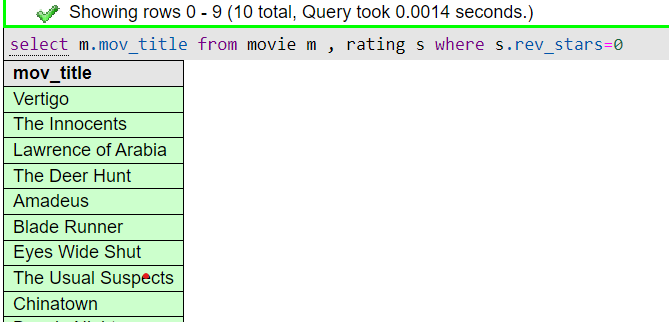 Showing rows 0 - 9 (10 total, Query took 0.0014 seconds.)
select m.mov_title from movie m , rating s where s.rev_stars=0
mov_title
Vertigo
The Innocents
Lawrence of Arabia
The Deer Hunt
Amadeus
Blade Runner
Eyes Wide Shut
The Usual Suspects
Chinatown